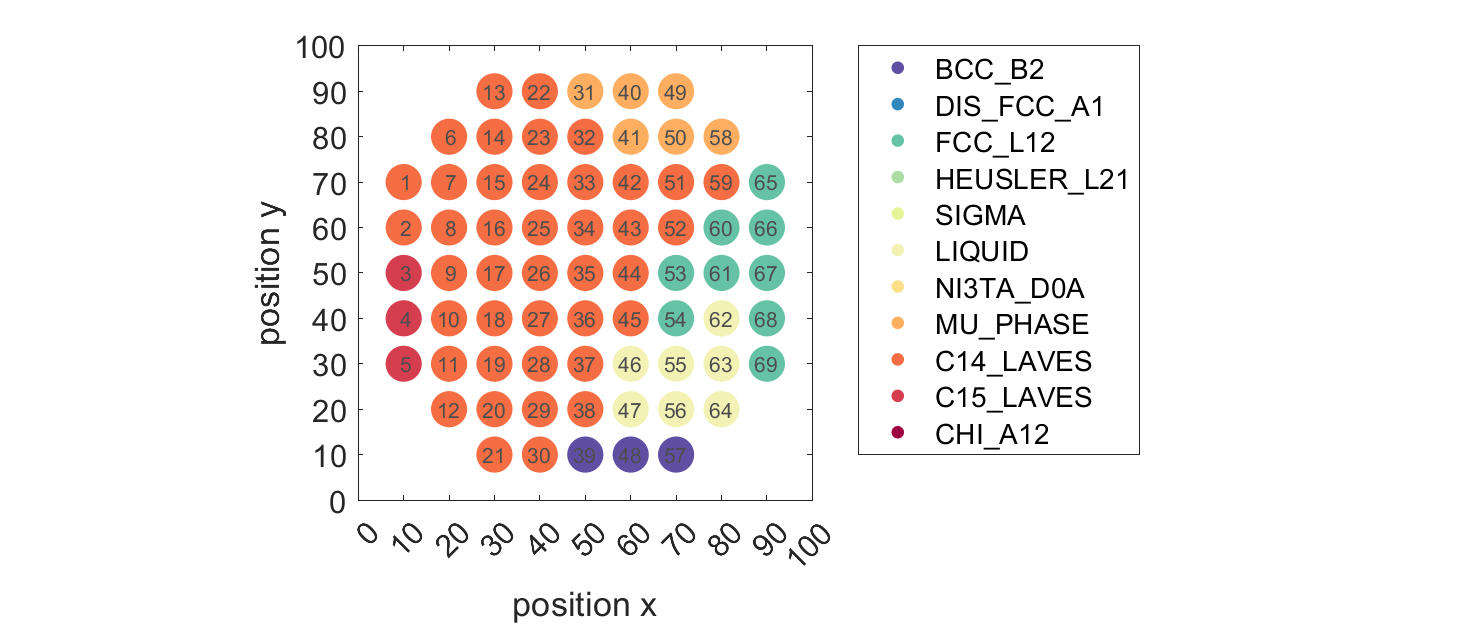 100
90
80
70
60
50
40
30
20
10
0
position y
13 22 31 40 49
6 14 23 32 41 50 58
1 7 15 24 33 42 51 59 65
2 8 16 25 34 43 52 60 66
3 9 17 26 35 44 53 61 67
4 10 18 27 36 45 54 62 68
5 11 19 28 37 46 55 63 69
12 20 29 38 47 56 64
21 30 39 48 57
0 10 20 30 40 50 60 70 80 90 100
position x
BCC_B2
DIS_FCC_A1
FCC_L12
HEUSLER_L21
SIGMA
LIQUID
NI3TA_D0A
MU_PHASE
C14_LAVES
C15_LAVES
CHI_A12